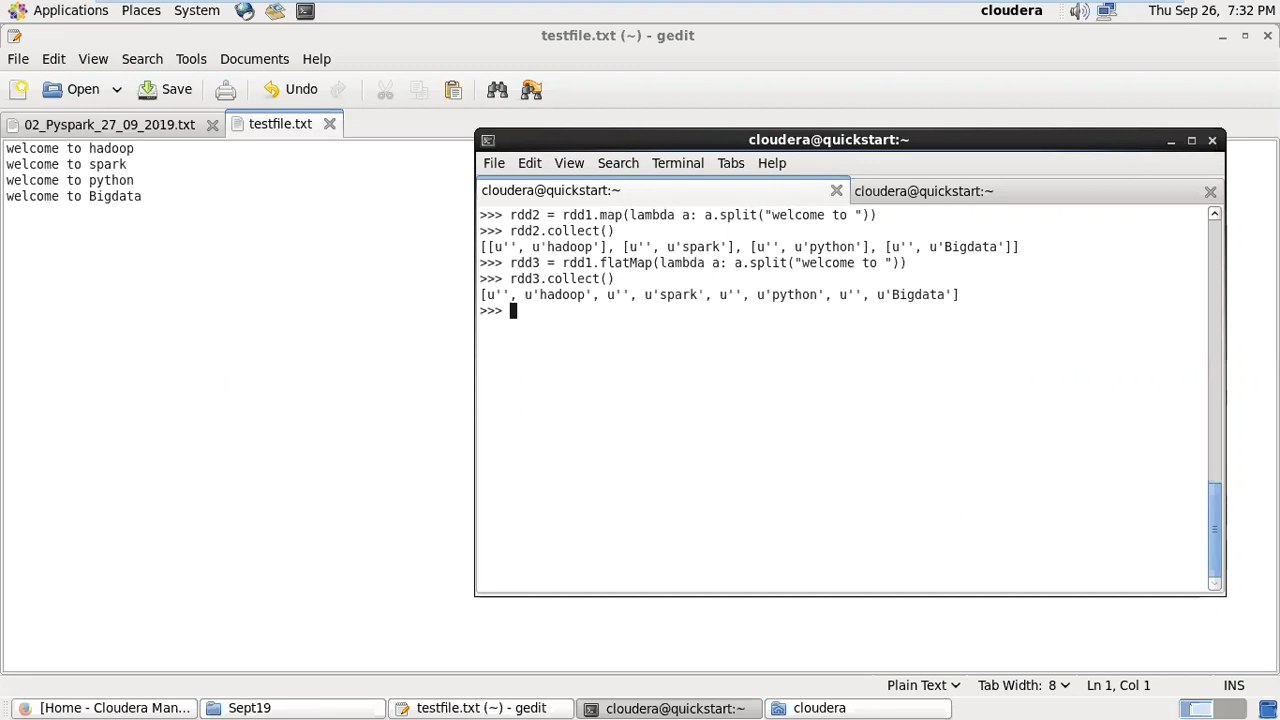 Applications Places System cloudera Thu Sep 26, 7:32 PM
testfile.txt (~) - gedit
File Edit View Search Tools Documents Help
Open Save Undo
02_Pyspark_27_09_2019.txt testfile.txt
welcome to hadoop
welcome to spark
welcome to python
welcome to Bigdata
cloudera@quickstart:~
File Edit View Search Terminal Tabs Help
cloudera@quickstart:~ cloudera@quickstart:~
>>> rdd2 = rdd1.map(lambda a: a.split("welcome to "))
>>> rdd2.collect()
[[u'', u'hadoop'], [u'', u'spark'], [u'', u'python'], [u'', u'Bigdata']]
>>> rdd3 = rdd1.flatMap(lambda a: a.split("welcome to "))
>>> rdd3.collect()
[u'', u'hadoop', u'', u'spark', u'', u'python', u'', u'Bigdata']
>>>
Plain Text Tab Width: 8 Ln 1, Col 1 INS
[Home - Cloudera Man... Sept19 testfile.txt (~) - gedit cloudera@quickstart:~ cloudera